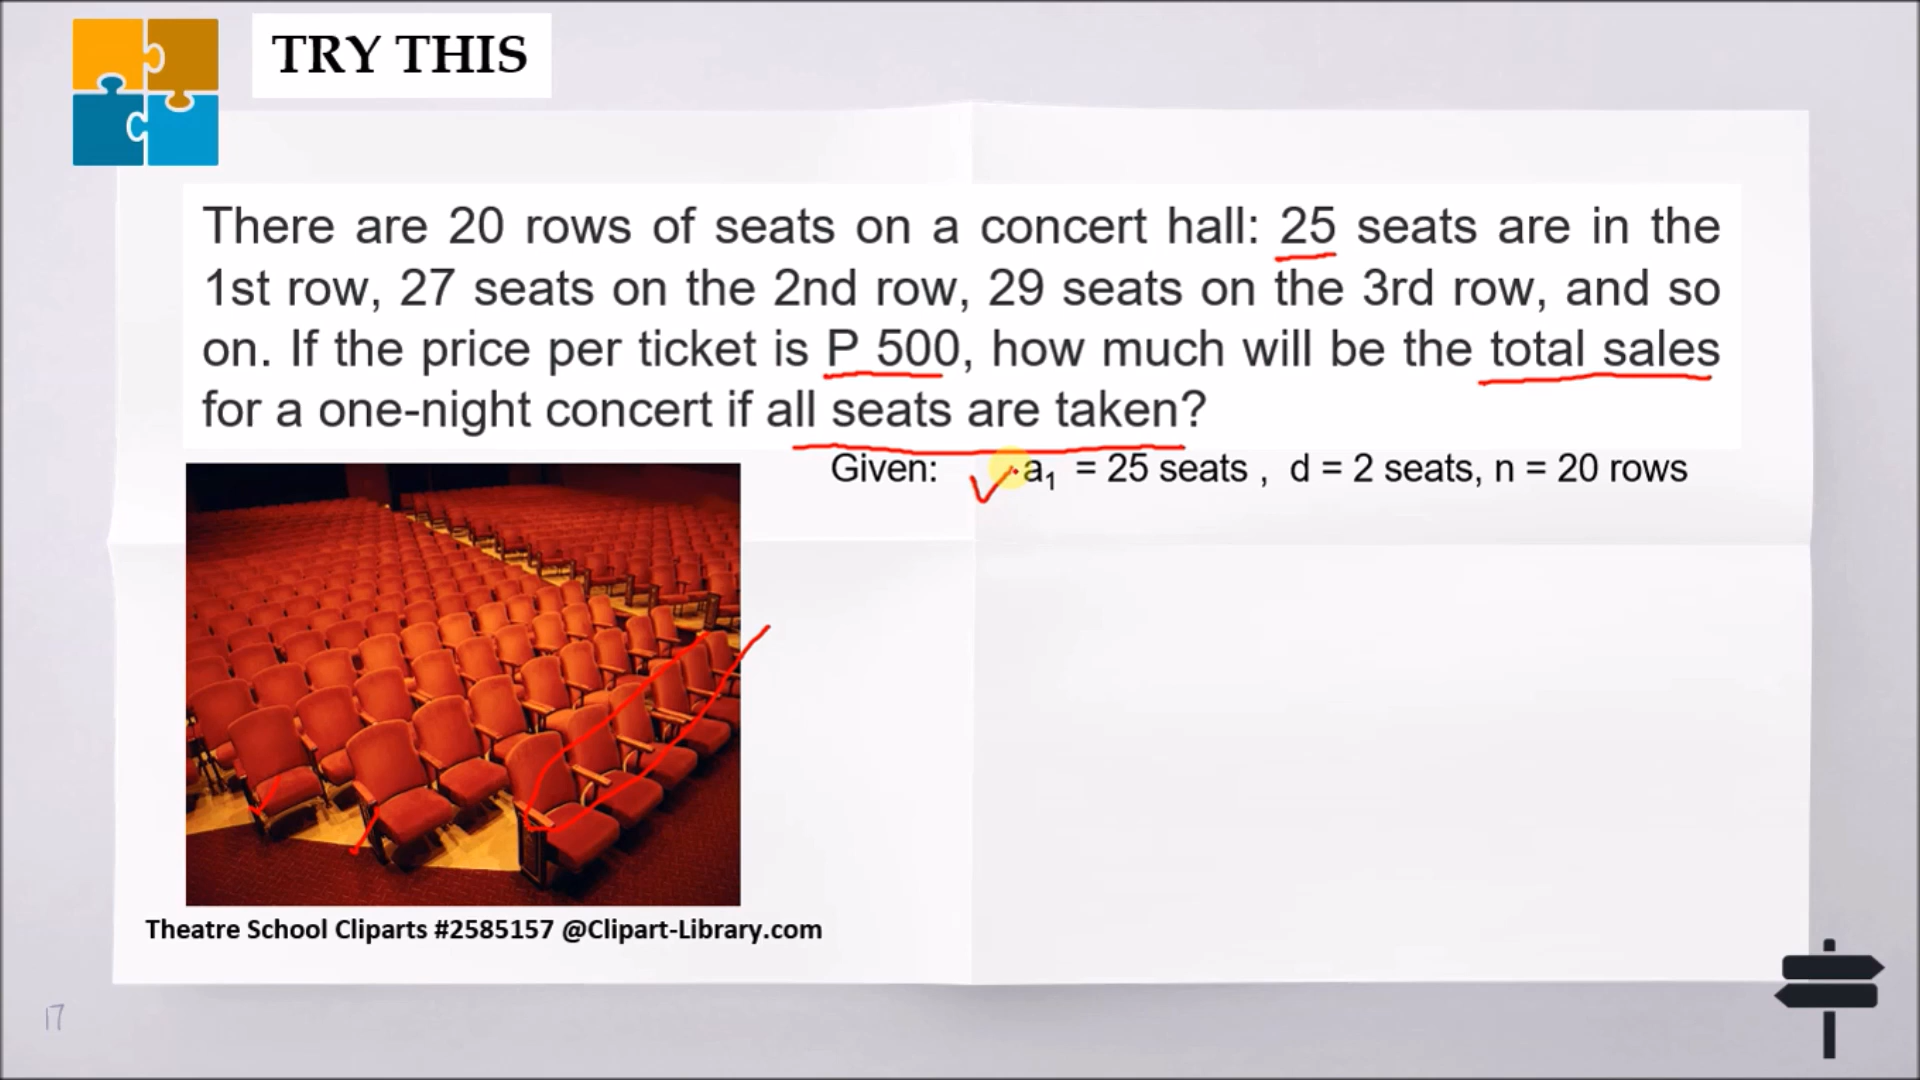 TRY THIS
There are 20 rows of seats on a concert hall: 25 seats are in the
1st row, 27 seats on the 2nd row, 29 seats on the 3rd row, and so
on. If the price per ticket is P 500, how much will be the total sales
for a one-night concert if all seats are taken?
Given: a₁ = 25 seats , d = 2 seats, n = 20 rows
Theatre School Cliparts #2585157 @Clipart-Library.com
17